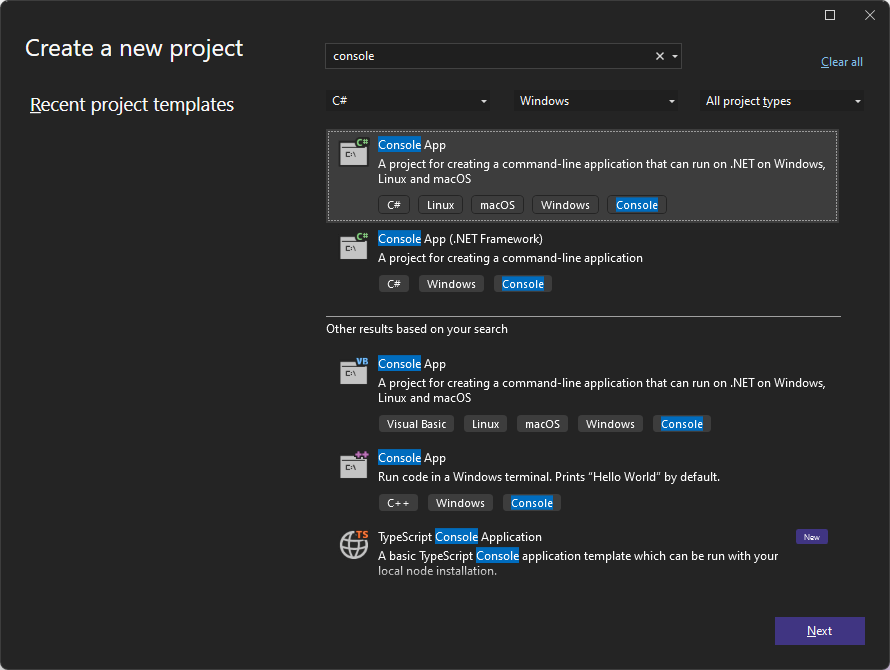 Create a new project
console
Clear all
Recent project templates
C#
Windows
All project types
C#
C:\
Console App
A project for creating a command-line application that can run on .NET on Windows,
Linux and macOS
C# Linux macOS Windows Console
C#
C:\
Console App (.NET Framework)
A project for creating a command-line application
C# Windows Console
Other results based on your search
VB
C:\
Console App
A project for creating a command-line application that can run on .NET on Windows,
Linux and macOS
Visual Basic Linux macOS Windows Console
++
C:\
Console App
Run code in a Windows terminal. Prints “Hello World” by default.
C++ Windows Console
TS
TypeScript Console Application
New
A basic TypeScript Console application template which can be run with your
local node installation.
Next